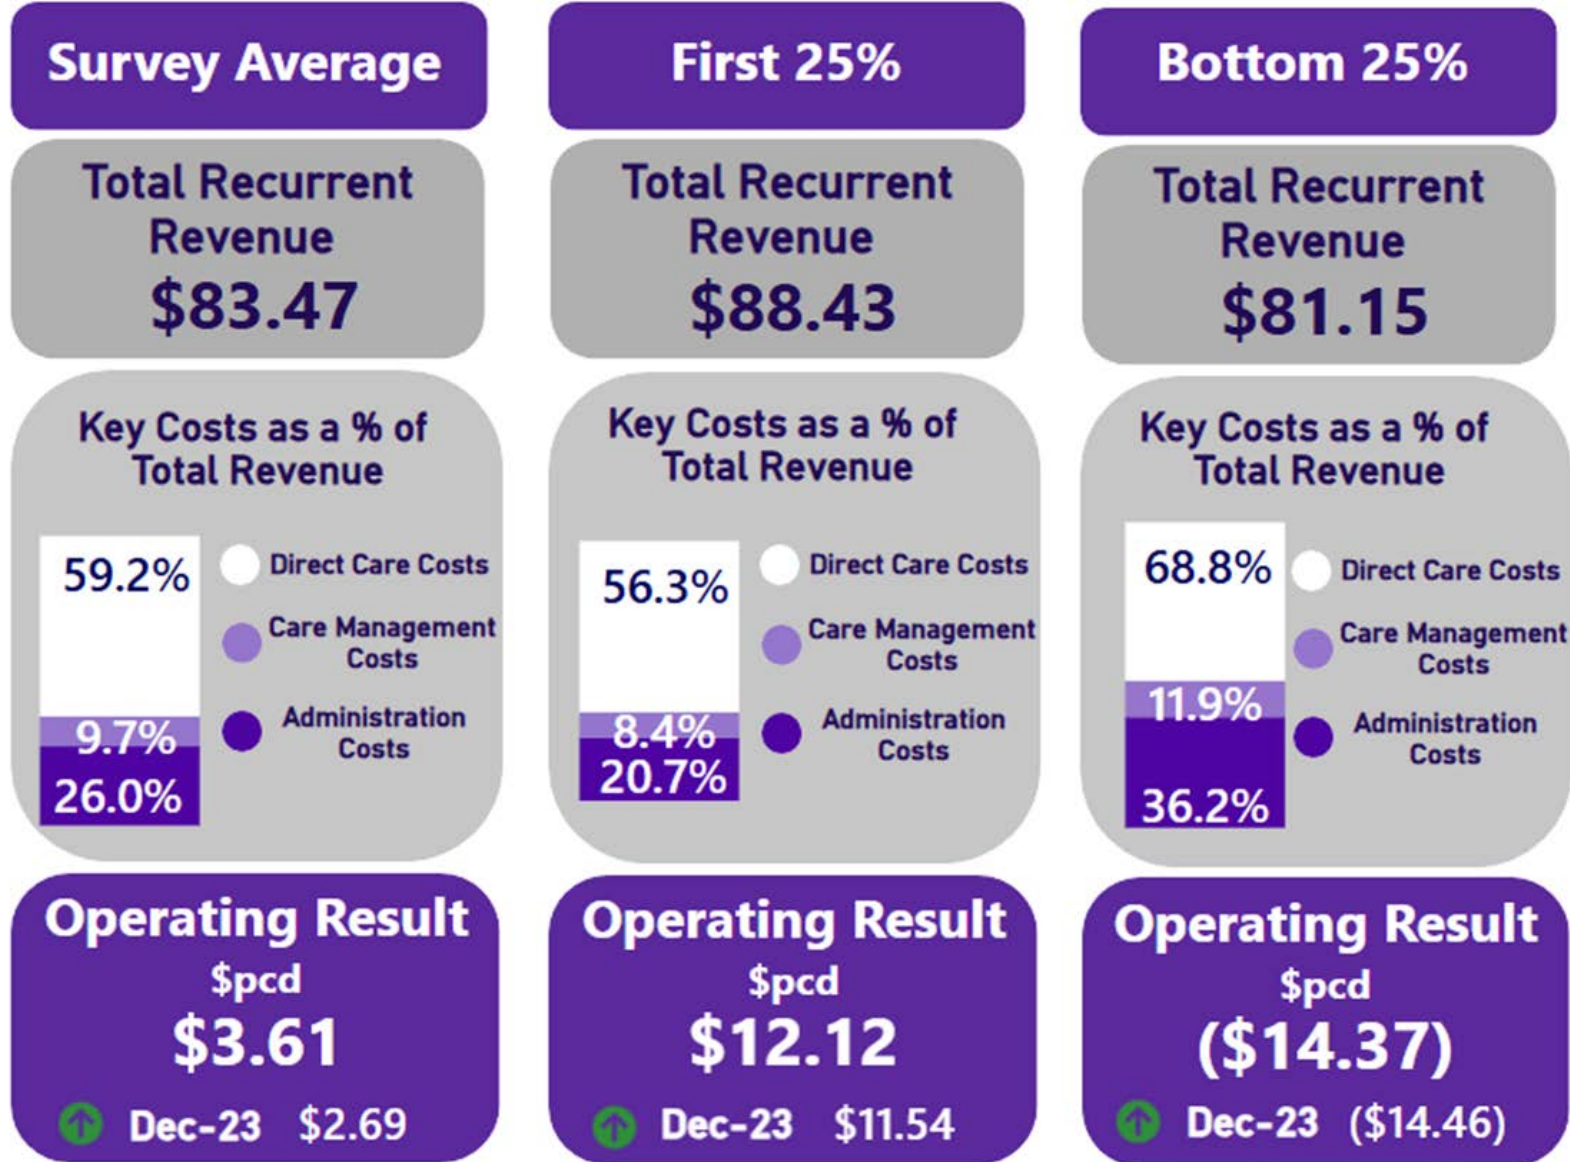 Survey Average
Total Recurrent
Revenue
$83.47
Key Costs as a % of
Total Revenue
59.2%
Direct Care Costs
Care Management
Costs
9.7%
Administration
Costs
26.0%
Operating Result
$pcd
$3.61
Dec-23 $2.69
First 25%
Total Recurrent
Revenue
$88.43
Key Costs as a % of
Total Revenue
56.3%
Direct Care Costs
Care Management
Costs
8.4%
Administration
Costs
20.7%
Operating Result
$pcd
$12.12
Dec-23 $11.54
Bottom 25%
Total Recurrent
Revenue
$81.15
Key Costs as a % of
Total Revenue
68.8%
Direct Care Costs
Care Management
Costs
11.9%
Administration
Costs
36.2%
Operating Result
$pcd
($14.37)
Dec-23 ($14.46)